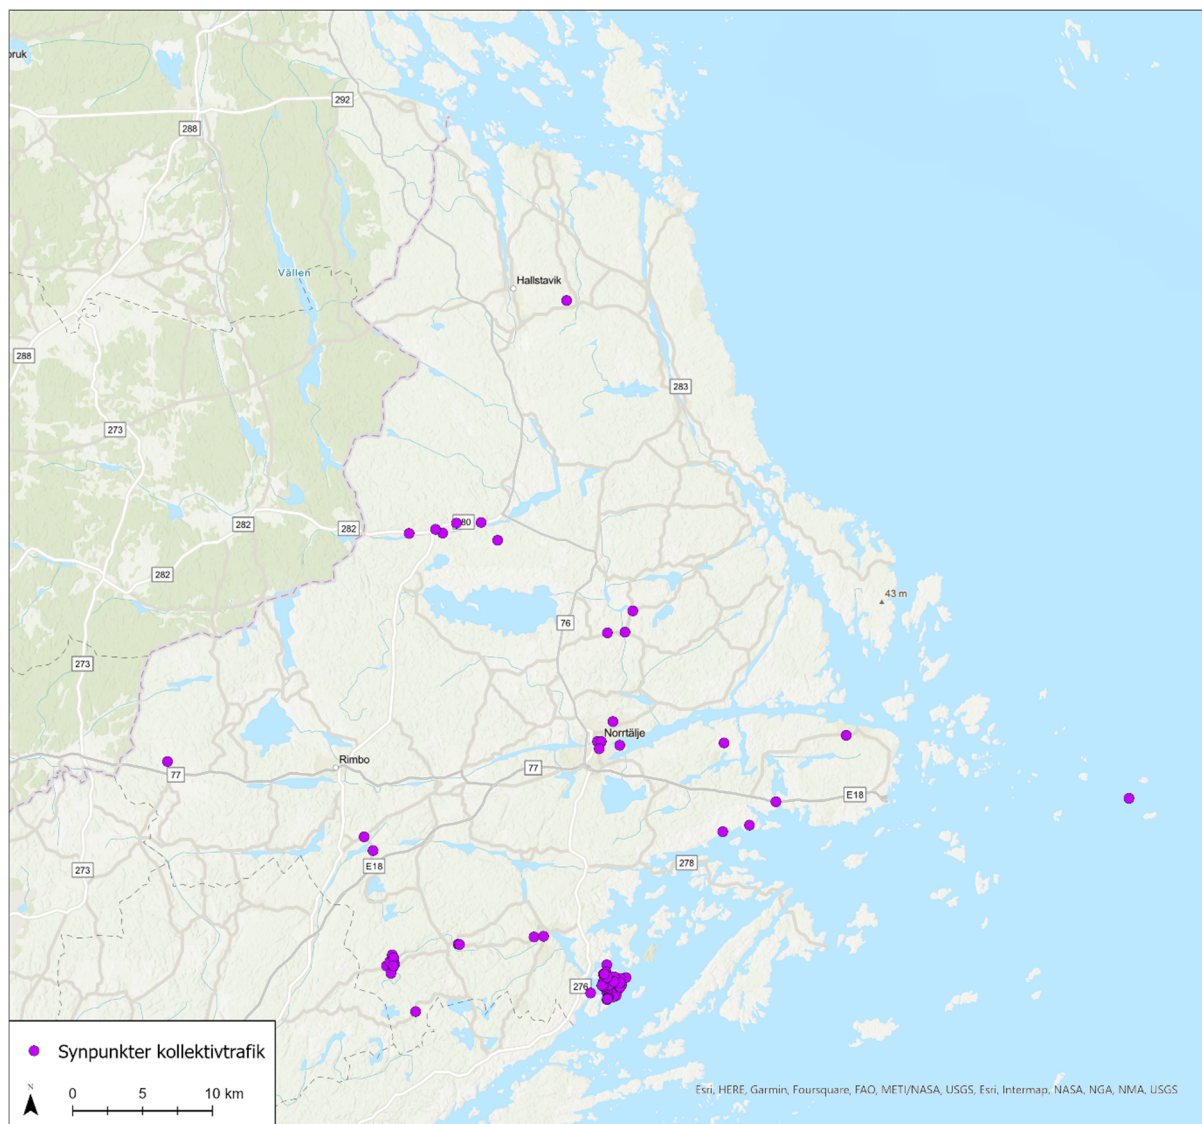 oruk
292
288
Vällen
Hallstavik
288
283
273
282
282
282
43 m
76
273
Norrtälje
Rimbo
77
77
E18
278
273
E18
276
Synpunkter kollektivtrafik
N
0 5 10 km
Esri, HERE, Garmin, Foursquare, FAO, METI/NASA, USGS, Esri, Intermap, NASA, NGA, NMA, USGS